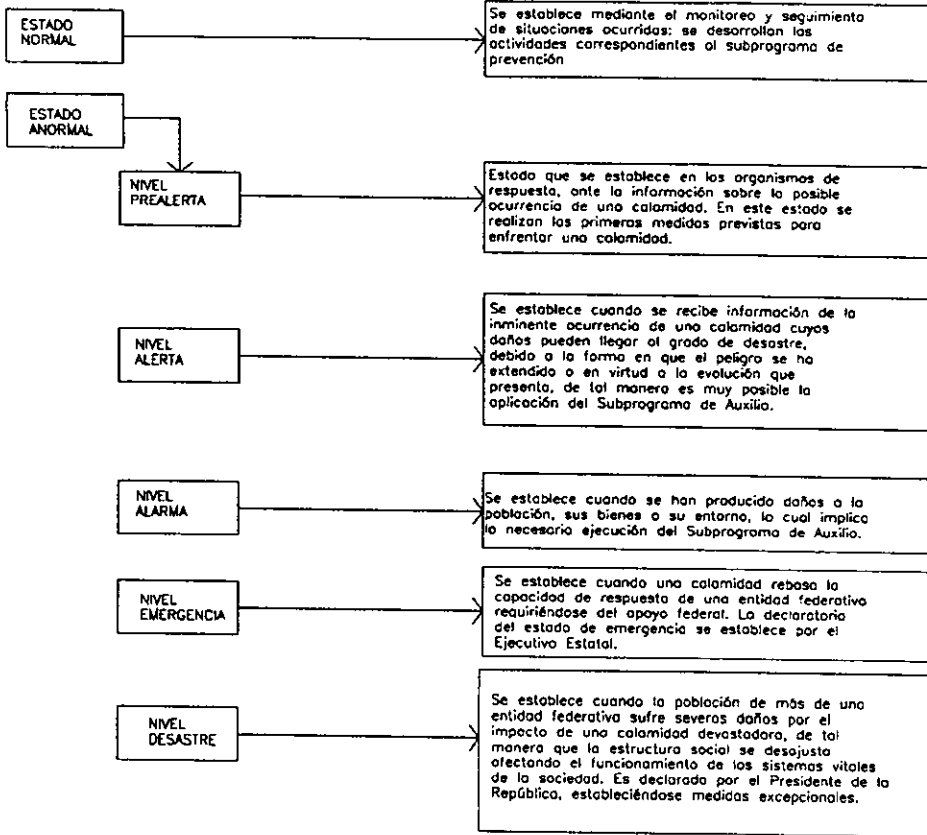 ESTADO
NORMAL
Se establece mediante el monitoreo y seguimiento
de situaciones ocurridas; se desarrollan las
actividades correspondientes al subprograma de
prevención
ESTADO
ANORMAL
NIVEL
PREALERTA
Estado que se establece en los organismos de
respuesta, ante la información sobre la posible
ocurrencia de una calamidad. En este estado se
realizan las primeras medidas previstas para
enfrentar una calamidad.
NIVEL
ALERTA
Se establece cuando se recibe información de la
inminente ocurrencia de una calamidad cuyos
daños pueden llegar al grado de desastre,
debido a la forma en que el peligro se ha
extendido o en virtud a la evolución que
presenta, de tal manera es muy posible la
aplicación del Subprograma de Auxilio.
NIVEL
ALARMA
Se establece cuando se han producido daños a la
población, sus bienes o su entorno, lo cual implica
la necesaria ejecución del Subprograma de Auxilio.
NIVEL
EMERGENCIA
Se establece cuando una calamidad rebasa la
capacidad de respuesta de una entidad federativa
requiriéndose del apoyo federal. La declaratoria
del estado de emergencia se establece por el
Ejecutivo Estatal.
NIVEL
DESASTRE
Se establece cuando la población de más de una
entidad federativa sufre severos daños por el
impacto de una calamidad devastadora, de tal
manera que la estructura social se desajusta
afectando el funcionamiento de los sistemas vitales
de la sociedad. Es declarada por el Presidente de la
República, estableciéndose medidas excepcionales.